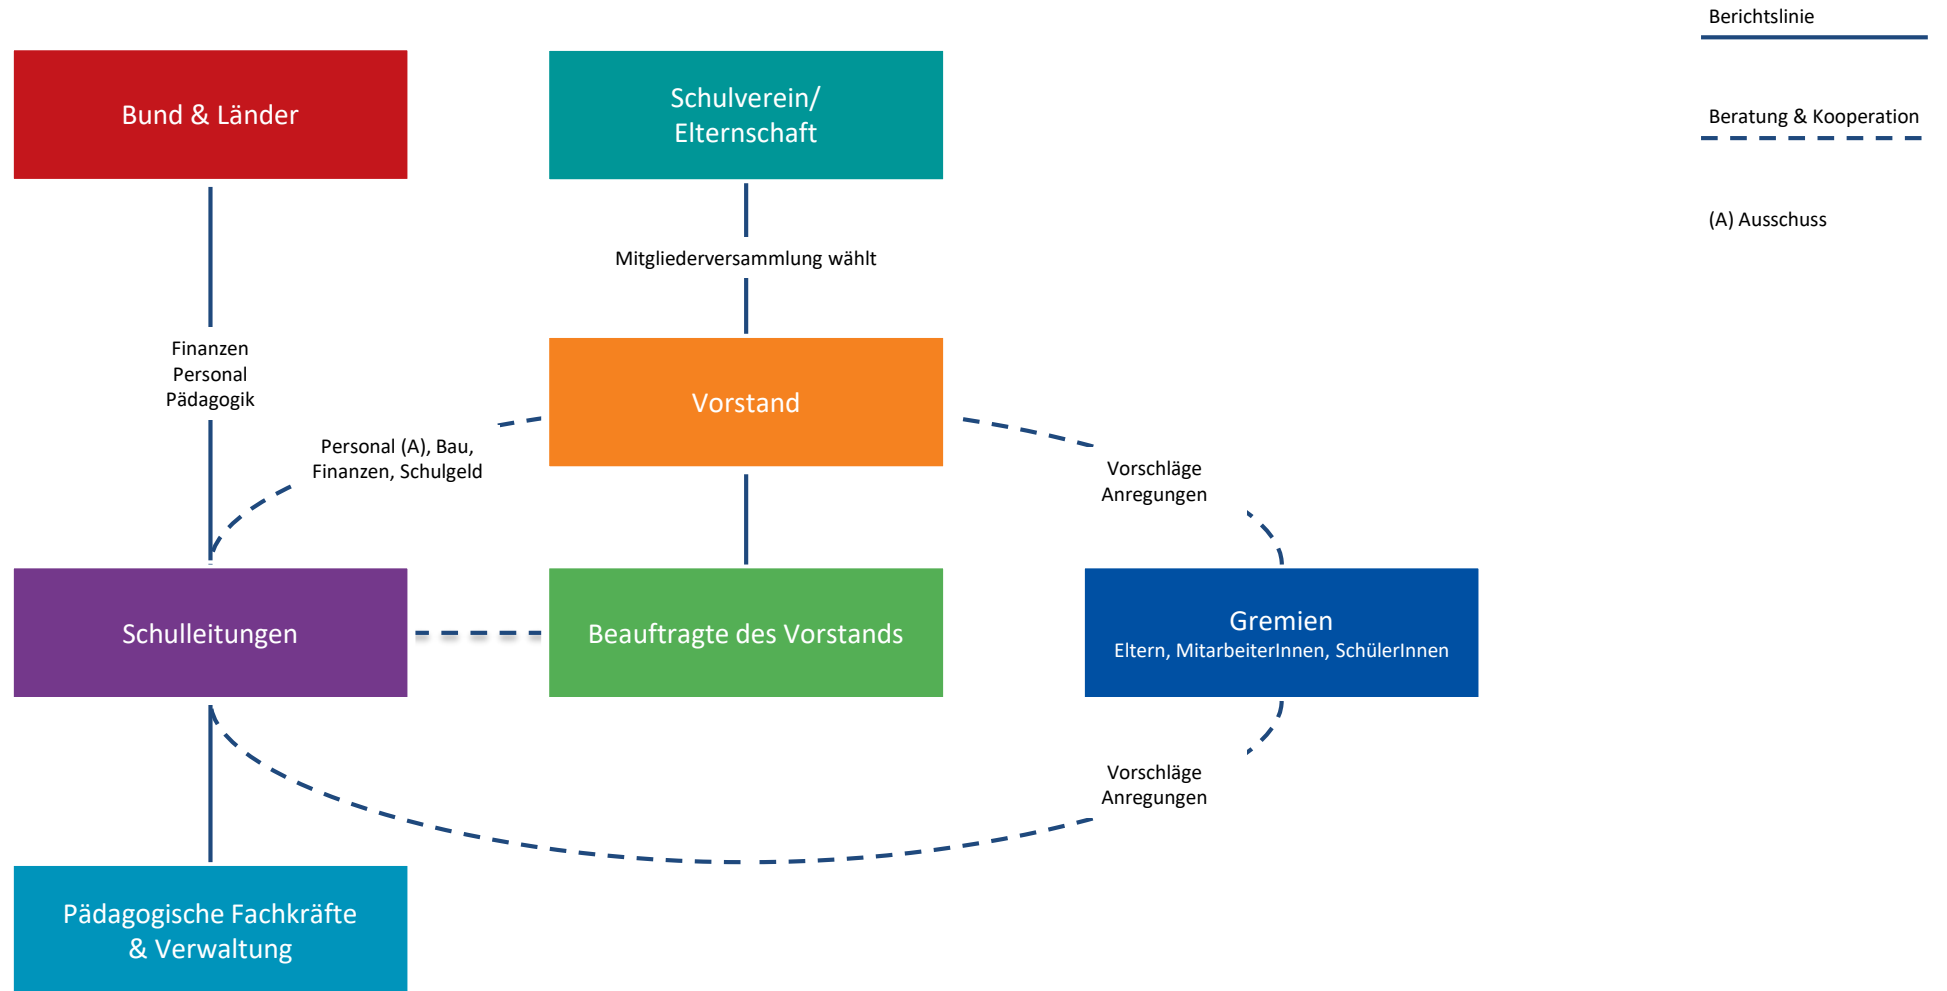 Berichtslinie
Bund & Länder
Schulverein/
Elternschaft
Beratung & Kooperation
(A) Ausschuss
Mitgliederversammlung wählt
Finanzen
Personal
Pädagogik
Vorstand
Personal (A), Bau,
Finanzen, Schulgeld
Vorschläge
Anregungen
Schulleitungen
Beauftragte des Vorstands
Gremien
Eltern, MitarbeiterInnen, SchülerInnen
Vorschläge
Anregungen
Pädagogische Fachkräfte
& Verwaltung